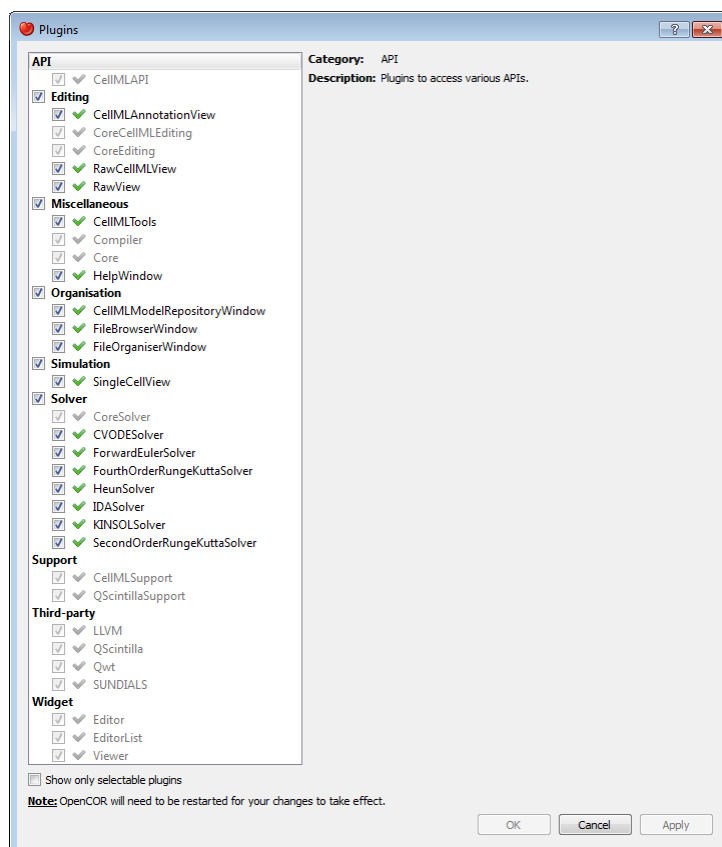 Plugins
API
CellMLAPI
Editing
CellMLAnnotationView
CoreCellMLEditing
CoreEditing
RawCellMLView
RawView
Miscellaneous
CellMLTools
Compiler
Core
HelpWindow
Organisation
CellMLModelRepositoryWindow
FileBrowserWindow
FileOrganiserWindow
Simulation
SingleCellView
Solver
CoreSolver
CVODESolver
ForwardEulerSolver
FourthOrderRungeKuttaSolver
HeunSolver
IDASolver
KINSOLSolver
SecondOrderRungeKuttaSolver
Support
CellMLSupport
QScintillaSupport
Third-party
LLVM
QScintilla
Qwt
SUNDIALS
Widget
Editor
EditorList
Viewer
Category: API
Description: Plugins to access various APIs.
Show only selectable plugins
Note: OpenCOR will need to be restarted for your changes to take effect.
OK Cancel Apply